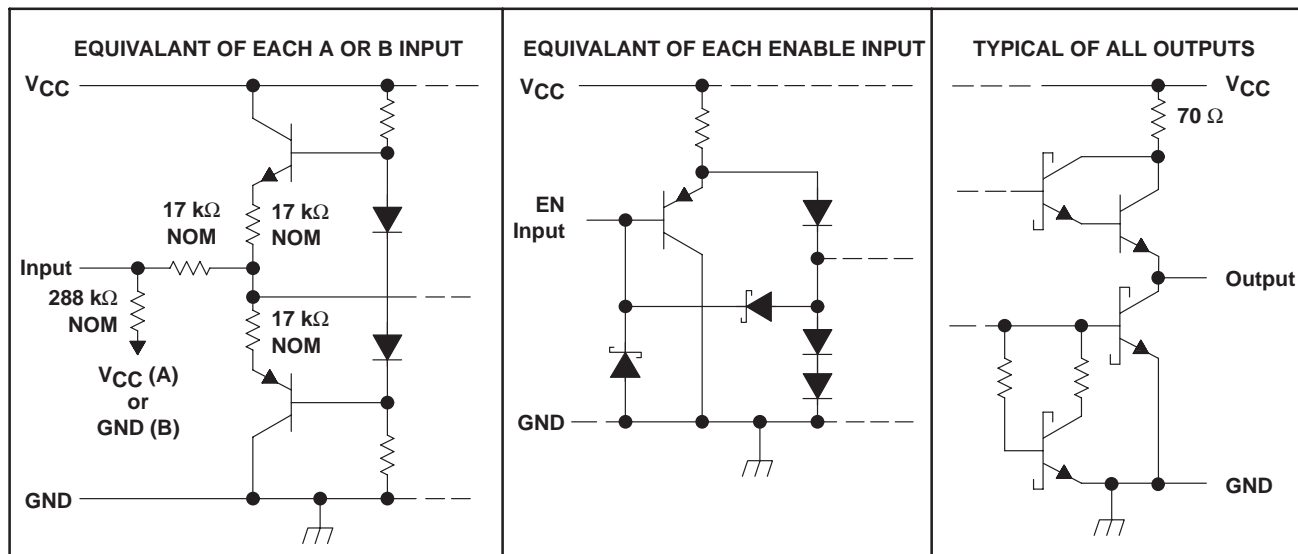 EQUIVALANT OF EACH A OR B INPUT
VCC
17 kΩ
NOM
17 kΩ
NOM
Input
288 kΩ
NOM
17 kΩ
NOM
VCC (A)
or
GND (B)
GND
EQUIVALANT OF EACH ENABLE INPUT
VCC
EN
Input
GND
TYPICAL OF ALL OUTPUTS
VCC
70 Ω
Output
GND